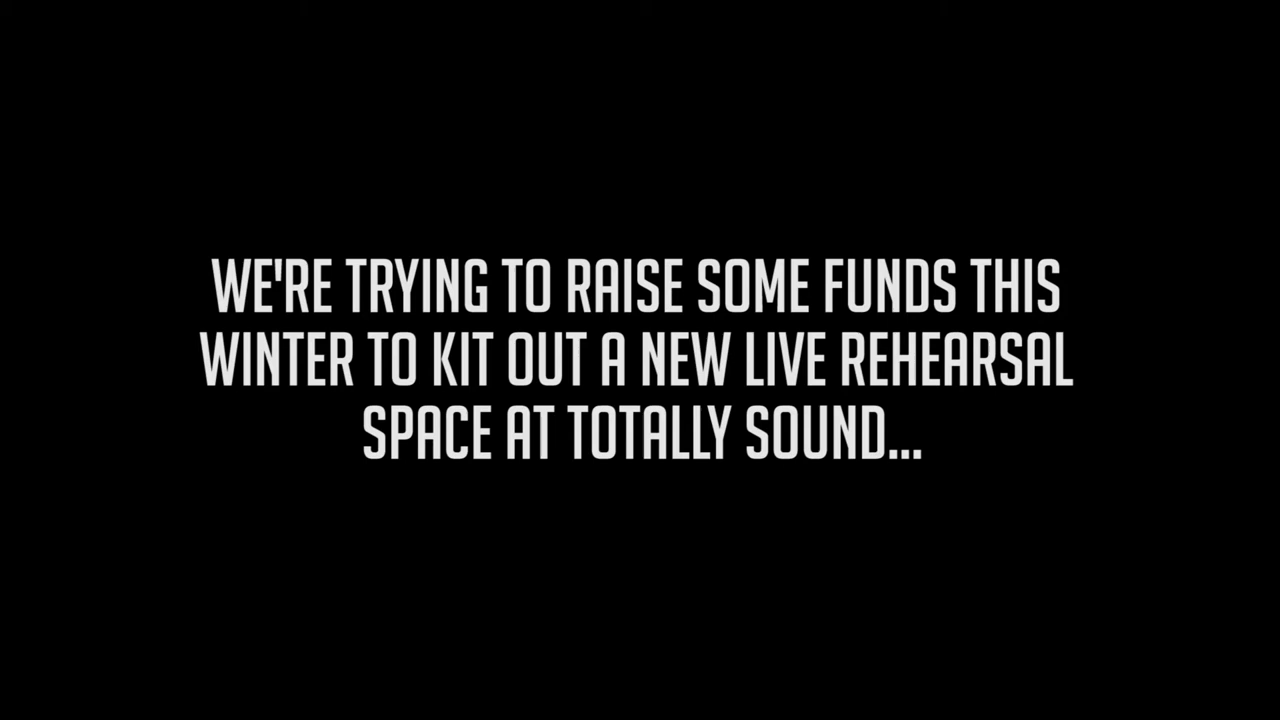 WE'RE TRYING TO RAISE SOME FUNDS THIS
WINTER TO KIT OUT A NEW LIVE REHEARSAL
SPACE AT TOTALLY SOUND...